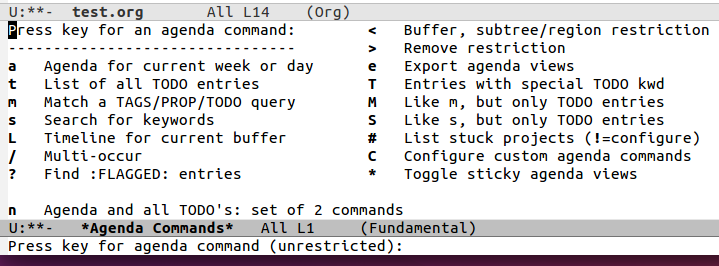 U:**-  test.org       All L14    (Org)
Press key for an agenda command:        <   Buffer, subtree/region restriction
--------------------------------        >   Remove restriction
a   Agenda for current week or day      e   Export agenda views
t   List of all TODO entries            T   Entries with special TODO kwd
m   Match a TAGS/PROP/TODO query        M   Like m, but only TODO entries
s   Search for keywords                 S   Like s, but only TODO entries
L   Timeline for current buffer         #   List stuck projects (!=configure)
/   Multi-occur                         C   Configure custom agenda commands
?   Find :FLAGGED: entries              *   Toggle sticky agenda views
n   Agenda and all TODO's: set of 2 commands
U:**-  *Agenda Commands*   All L1     (Fundamental)
Press key for agenda command (unrestricted):